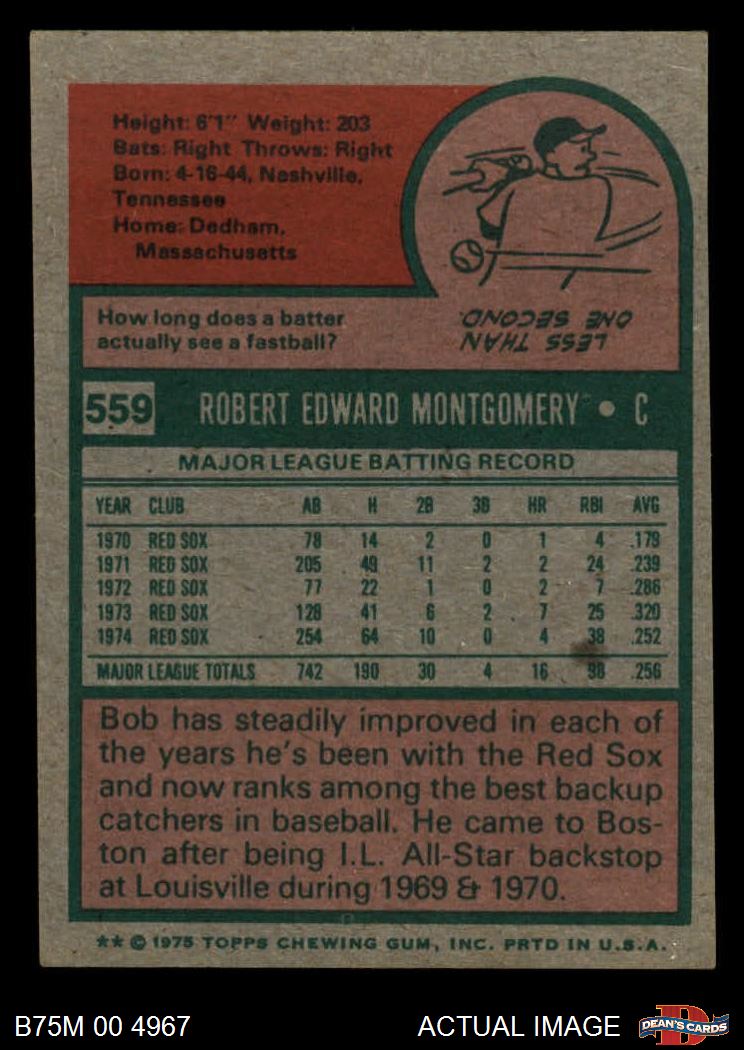 Height: 6'1" Weight: 203
Bats: Right Throws: Right
Born: 4-16-44, Nashville,
Tennessee
Home: Dedham,
Massachusetts
How long does a batter
actually see a fastball?
LESS THAN
ONE SECOND.
559 ROBERT EDWARD MONTGOMERY • C
MAJOR LEAGUE BATTING RECORD
YEAR CLUB AB H 2B 3B HR RBI AVG
1970 RED SOX 78 14 2 0 1 4 .179
1971 RED SOX 205 49 11 2 2 24 .239
1972 RED SOX 77 22 1 0 2 7 .286
1973 RED SOX 128 41 6 2 7 25 .320
1974 RED SOX 254 64 10 0 4 38 .252
MAJOR LEAGUE TOTALS 742 190 30 4 16 98 .256
Bob has steadily improved in each of
the years he's been with the Red Sox
and now ranks among the best backup
catchers in baseball. He came to Bos-
ton after being I.L. All-Star backstop
at Louisville during 1969 & 1970.
** © 1975 TOPPS CHEWING GUM, INC. PRTD IN U.S.A.
B75M 00 4967 ACTUAL IMAGE
D
DEAN'S CARDS